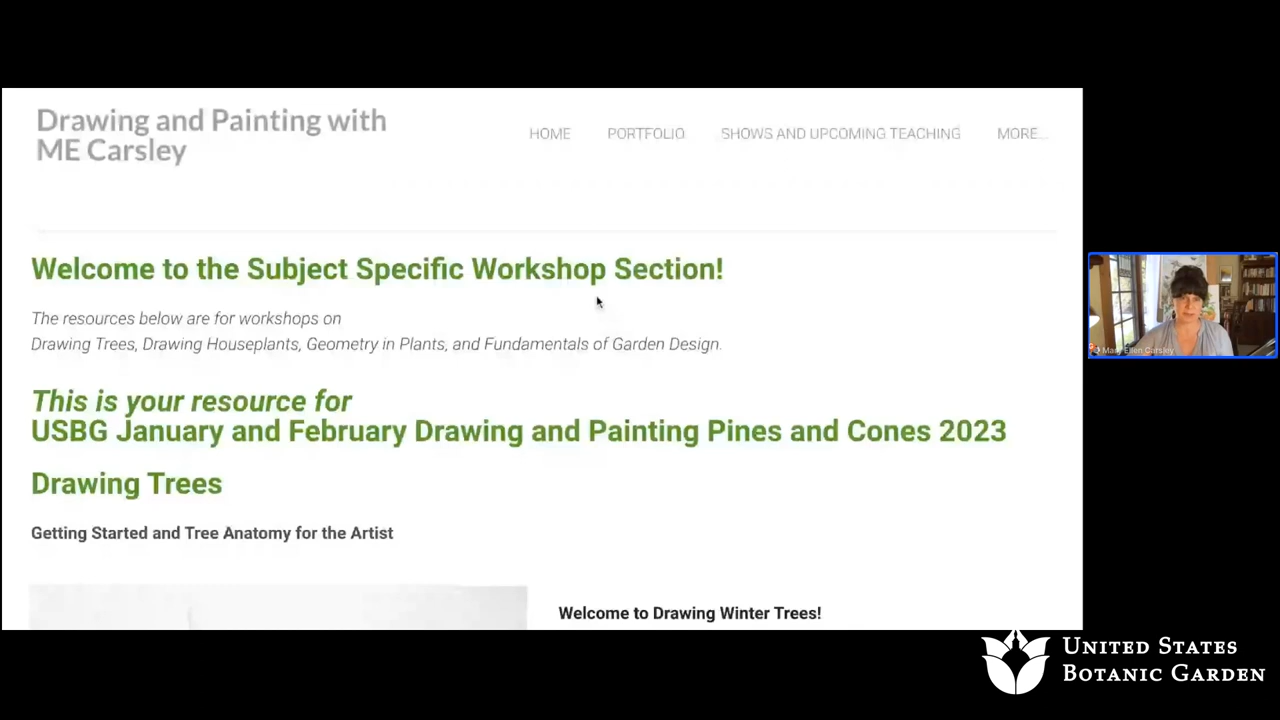 Drawing and Painting with
ME Carsley
HOME PORTFOLIO SHOWS AND UPCOMING TEACHING MORE...
Welcome to the Subject Specific Workshop Section!
The resources below are for workshops on
Drawing Trees, Drawing Houseplants, Geometry in Plants, and Fundamentals of Garden Design.
This is your resource for
USBG January and February Drawing and Painting Pines and Cones 2023
Drawing Trees
Getting Started and Tree Anatomy for the Artist
Welcome to Drawing Winter Trees!
Mary Ellen Carsley
UNITED STATES
BOTANIC GARDEN